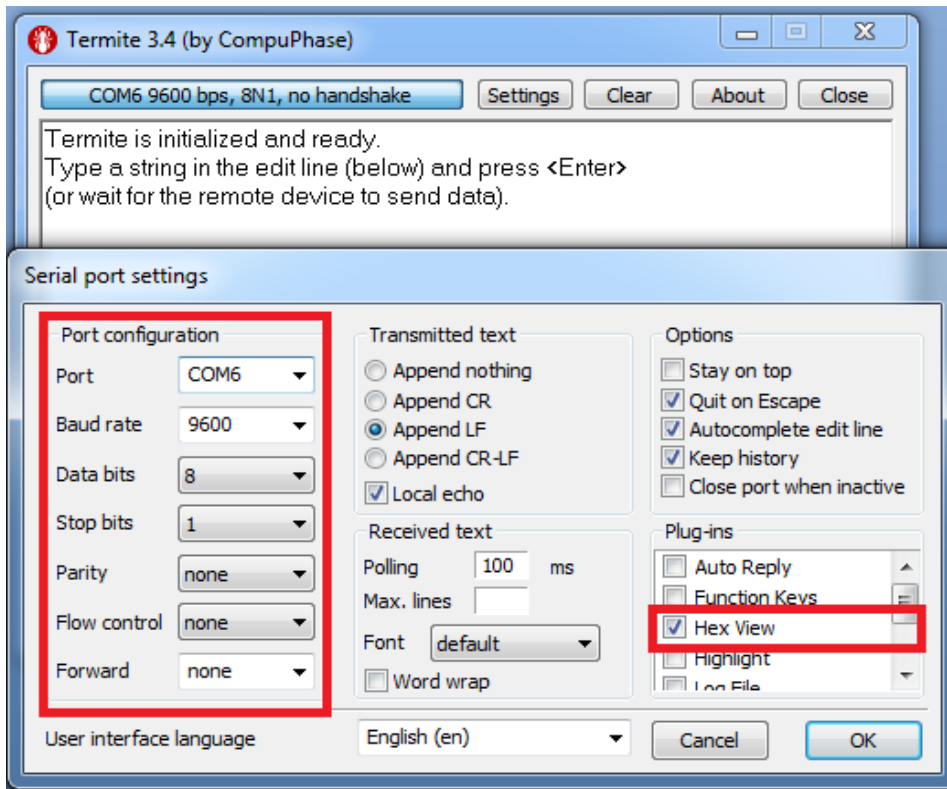 Termite 3.4 (by CompuPhase)
COM6 9600 bps, 8N1, no handshake Settings Clear About Close
Termite is initialized and ready.
Type a string in the edit line (below) and press <Enter>
(or wait for the remote device to send data).
Serial port settings
Port configuration
Port COM6
Baud rate 9600
Data bits 8
Stop bits 1
Parity none
Flow control none
Forward none
Transmitted text
Append nothing
Append CR
Append LF
Append CR-LF
Local echo
Received text
Polling 100 ms
Max. lines
Font default
Word wrap
Options
Stay on top
Quit on Escape
Autocomplete edit line
Keep history
Close port when inactive
Plug-ins
Auto Reply
Function Keys
Hex View
Highlight
Log File
User interface language English (en) Cancel OK